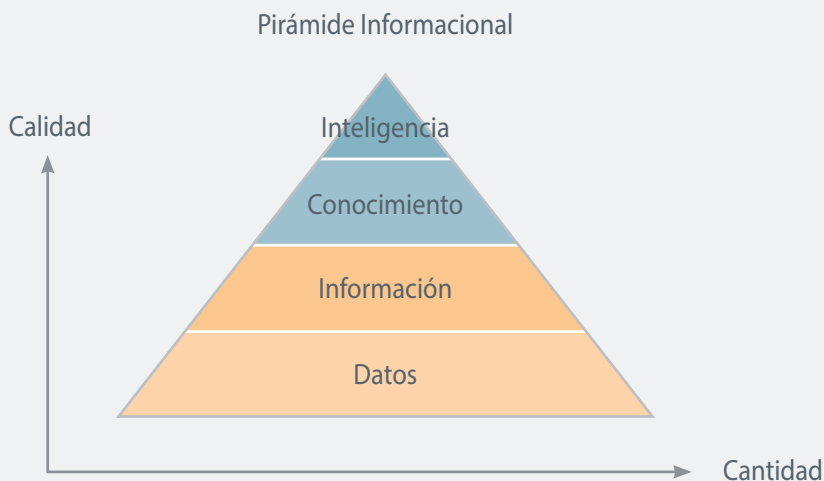 Pirámide Informacional
Calidad
Inteligencia
Conocimiento
Información
Datos
Cantidad